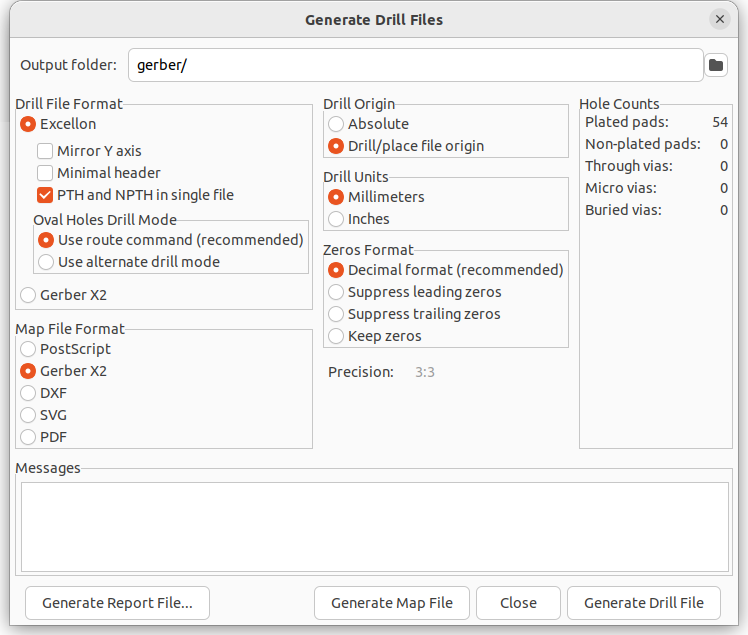 Generate Drill Files
Output folder: gerber/
Drill File Format
Excellon
Mirror Y axis
Minimal header
PTH and NPTH in single file
Oval Holes Drill Mode
Use route command (recommended)
Use alternate drill mode
Gerber X2
Map File Format
PostScript
Gerber X2
DXF
SVG
PDF
Drill Origin
Absolute
Drill/place file origin
Drill Units
Millimeters
Inches
Zeros Format
Decimal format (recommended)
Suppress leading zeros
Suppress trailing zeros
Keep zeros
Precision: 3:3
Hole Counts
Plated pads: 54
Non-plated pads: 0
Through vias: 0
Micro vias: 0
Buried vias: 0
Messages
Generate Report File... Generate Map File Close Generate Drill File